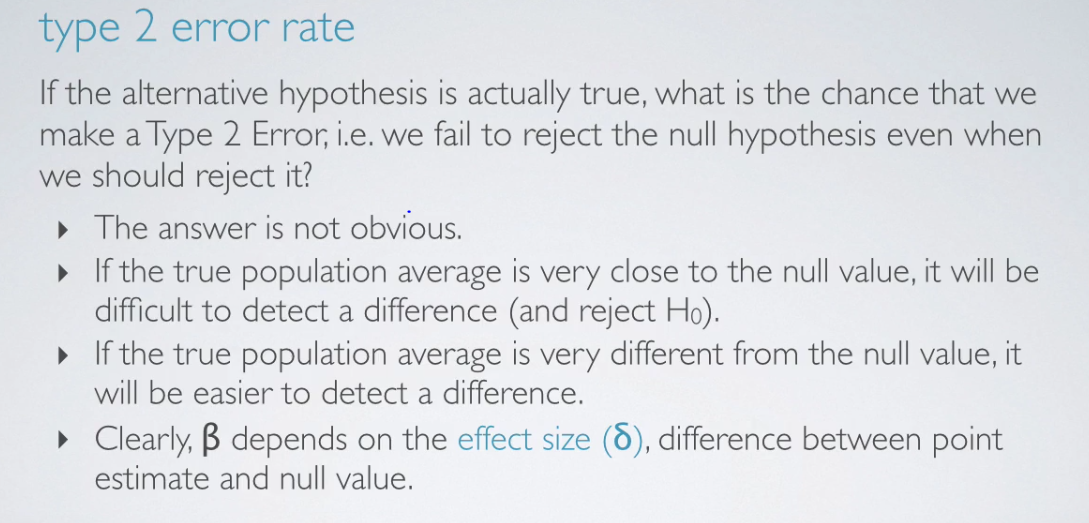 type 2 error rate
If the alternative hypothesis is actually true, what is the chance that we
make a Type 2 Error, i.e. we fail to reject the null hypothesis even when
we should reject it?
‣ The answer is not obvious.
‣ If the true population average is very close to the null value, it will be
difficult to detect a difference (and reject H₀).
‣ If the true population average is very different from the null value, it
will be easier to detect a difference.
‣ Clearly, β depends on the effect size (δ), difference between point
estimate and null value.